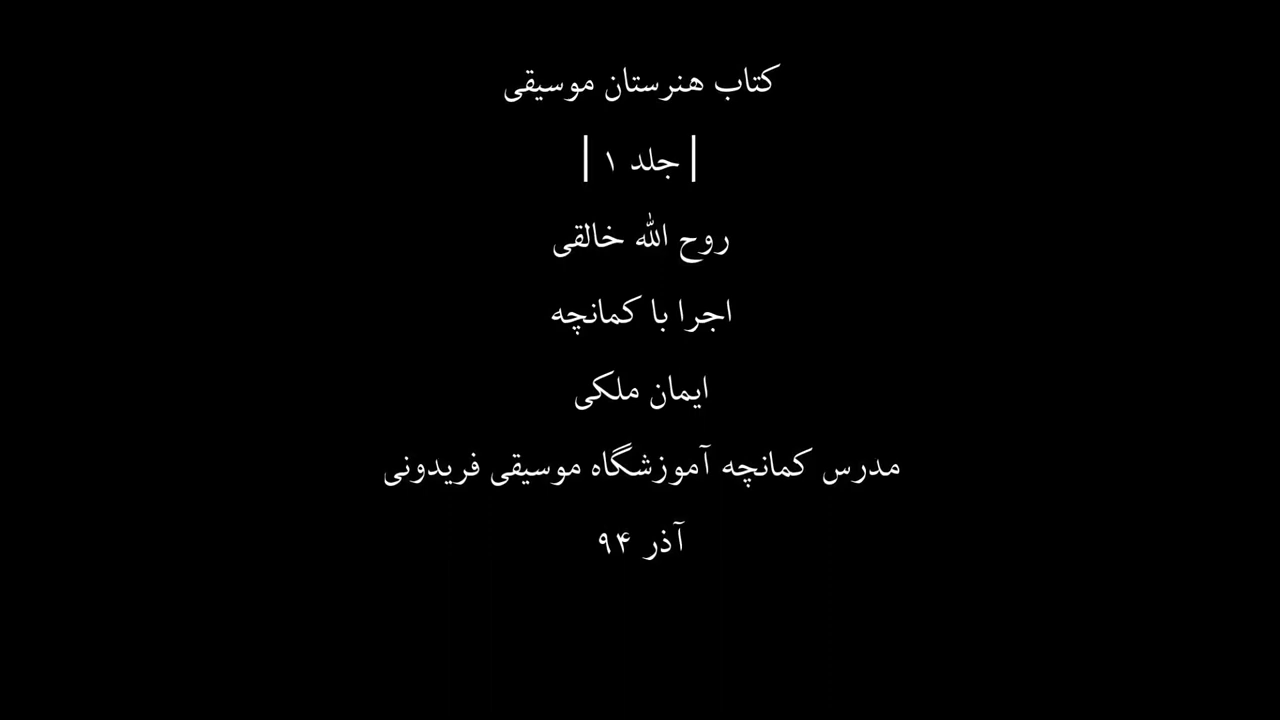 کتاب هنرستان موسیقی
| جلد ۱ |
روح الله خالقی
اجرا با کمانچه
ایمان ملکی
مدرس کمانچه آموزشگاه موسیقی فریدونی
آذر ۹۴